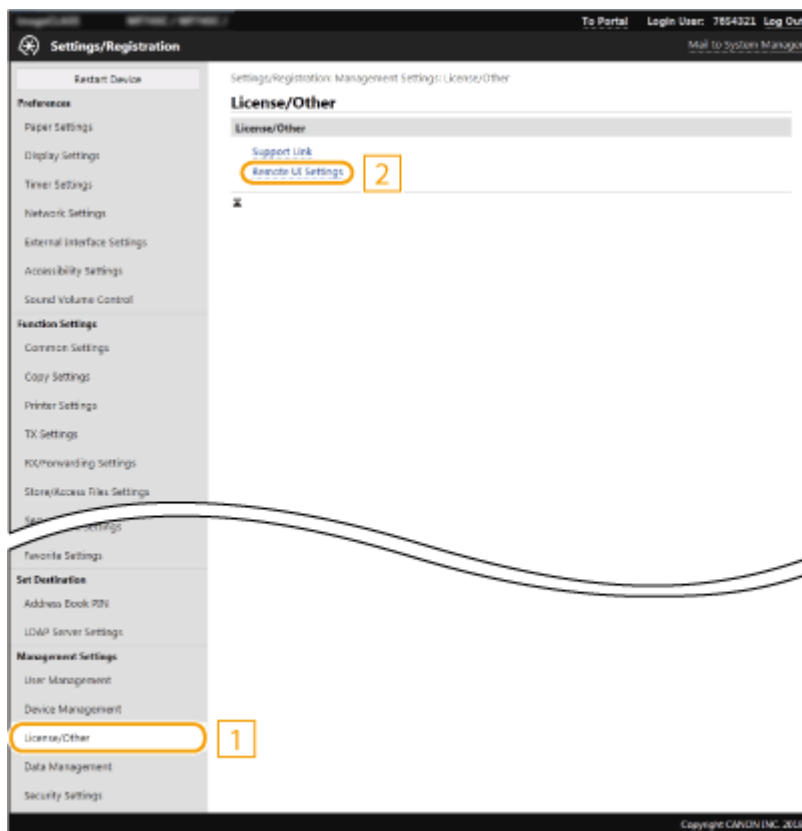 To Portal Login User: 7654321 Log Out
Settings/Registration
Mail to System Manager
Restart Device
Settings/Registration: Management Settings: License/Other
Preferences
License/Other
Paper Settings
License/Other
Display Settings
Support Link
Remote UI Settings
2
Timer Settings
Network Settings
External Interface Settings
Accessibility Settings
Sound Volume Control
Function Settings
Common Settings
Copy Settings
Printer Settings
TX Settings
RX/Forwarding Settings
Store/Access Files Settings
Settings
Favorite Settings
Set Destination
Address Book PIN
LDAP Server Settings
Management Settings
User Management
Device Management
License/Other
1
Data Management
Security Settings
Copyright CANON INC. 2018